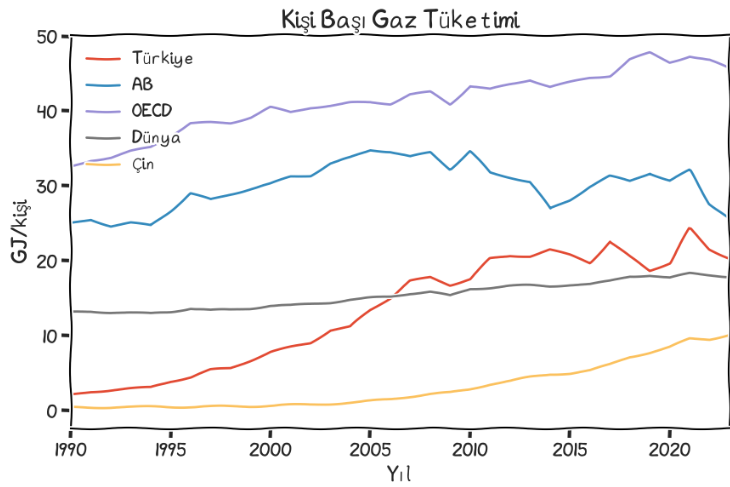 Kişi Başı Gaz Tüketimi
50
40
30
20
10
0
GJ/kişi
Türkiye
AB
OECD
Dünya
Çin
1990 1995 2000 2005 2010 2015 2020
Yıl